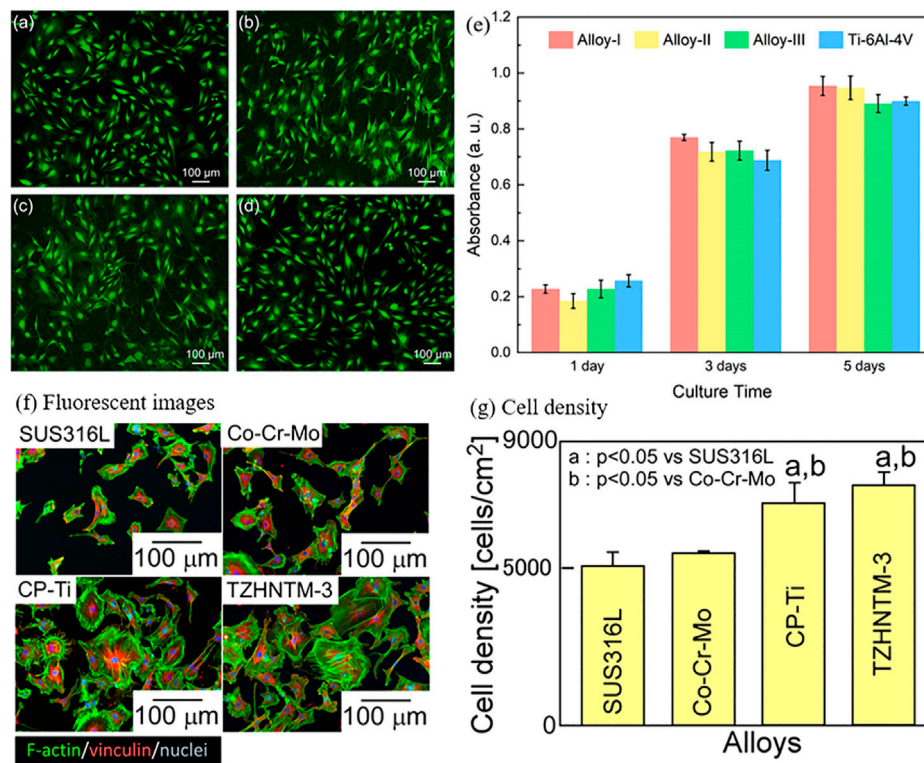 (a)
100 μm
(b)
100 μm
(c)
100 μm
(d)
100 μm
(e)
Alloy-I Alloy-II Alloy-III Ti-6Al-4V
Absorbance (a. u.)
1.2
1.0
0.8
0.6
0.4
0.2
0.0
1 day 3 days 5 days
Culture Time
(f) Fluorescent images
SUS316L
100 μm
Co-Cr-Mo
100 μm
CP-Ti
100 μm
TZHNTM-3
100 μm
F-actin/vinculin/nuclei
(g) Cell density
Cell density [cells/cm²]
9000
5000
0
a : p<0.05 vs SUS316L
b : p<0.05 vs Co-Cr-Mo
a,b
a,b
SUS316L
Co-Cr-Mo
CP-Ti
TZHNTM-3
Alloys